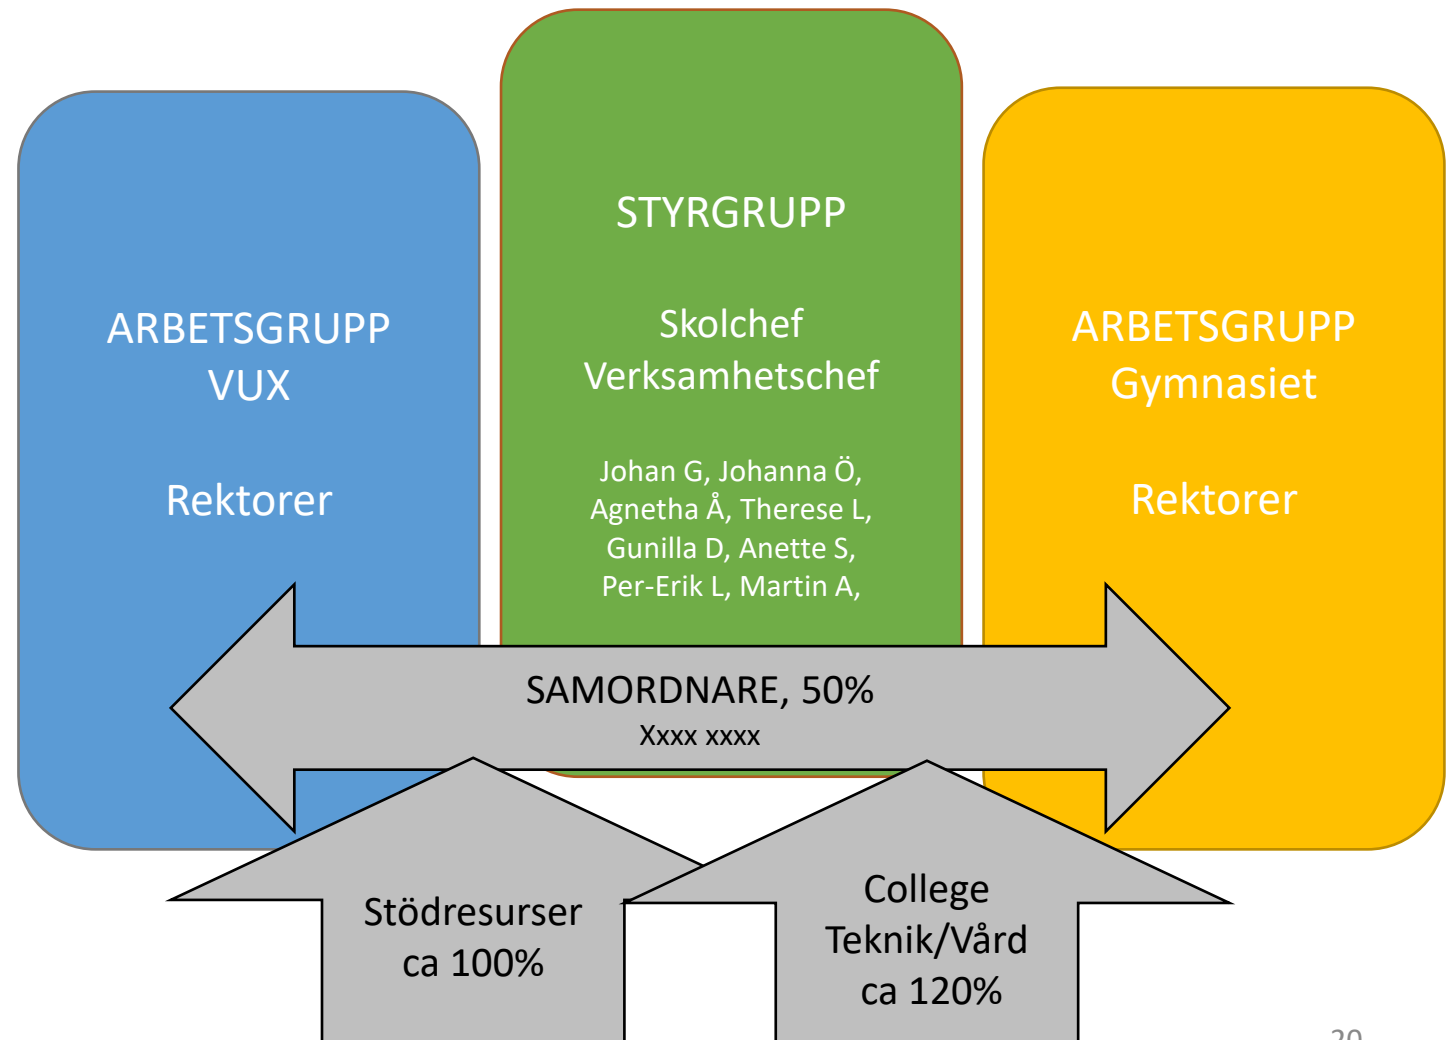 ARBETSGRUPP
VUX
Rektorer
STYRGRUPP
Skolchef
Verksamhetschef
Johan G, Johanna Ö,
Agnetha Å, Therese L,
Gunilla D, Anette S,
Per-Erik L, Martin A,
ARBETSGRUPP
Gymnasiet
Rektorer
SAMORDNARE, 50%
Xxxx xxxx
Stödresurser
ca 100%
College
Teknik/Vård
ca 120%
20